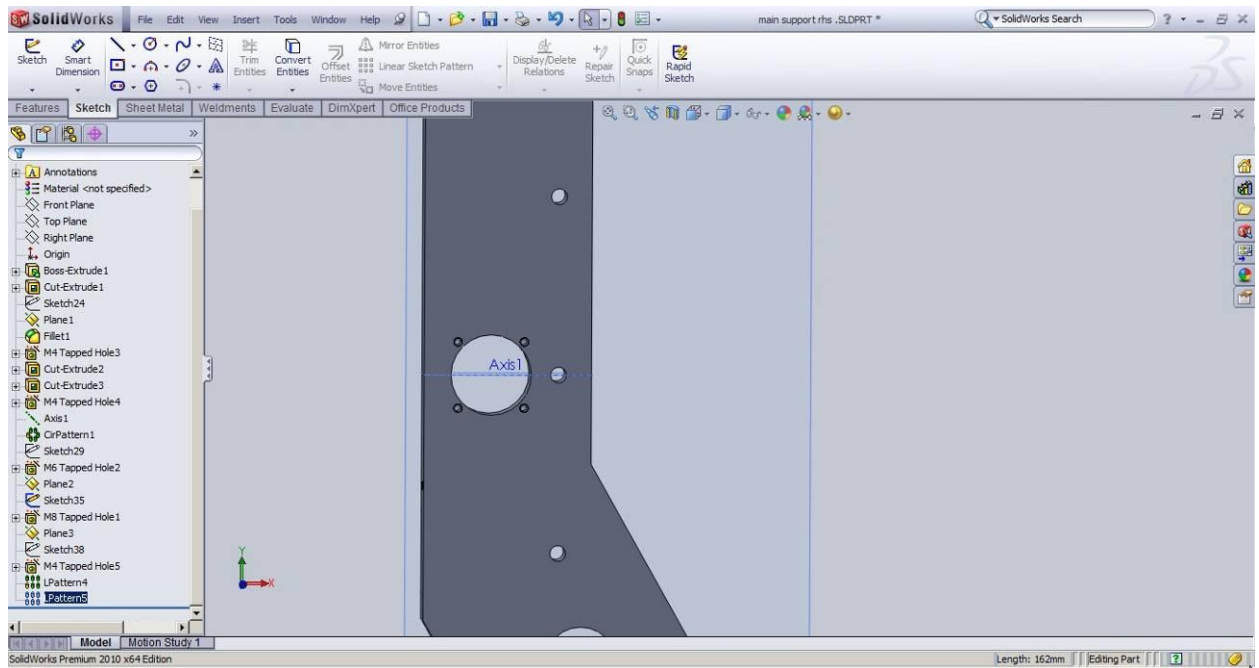 SolidWorks File Edit View Insert Tools Window Help main support rhs .SLDPRT * SolidWorks Search ?
Sketch Smart Dimension Trim Entities Convert Entities Offset Entities Mirror Entities Linear Sketch Pattern Move Entities Display/Delete Relations Repair Sketch Quick Snaps Rapid Sketch
Features Sketch Sheet Metal Weldments Evaluate DimXpert Office Products
Annotations
Material <not specified>
Front Plane
Top Plane
Right Plane
Origin
Boss-Extrude1
Cut-Extrude1
Sketch24
Plane1
Fillet1
M4 Tapped Hole3
Cut-Extrude2
Cut-Extrude3
M4 Tapped Hole4
Axis1
CirPattern1
Sketch29
M6 Tapped Hole2
Plane2
Sketch35
M8 Tapped Hole1
Plane3
Sketch38
M4 Tapped Hole5
LPattern4
LPattern5
Axis1
Y
X
Model Motion Study 1
SolidWorks Premium 2010 x64 Edition Length: 162mm Editing Part ?